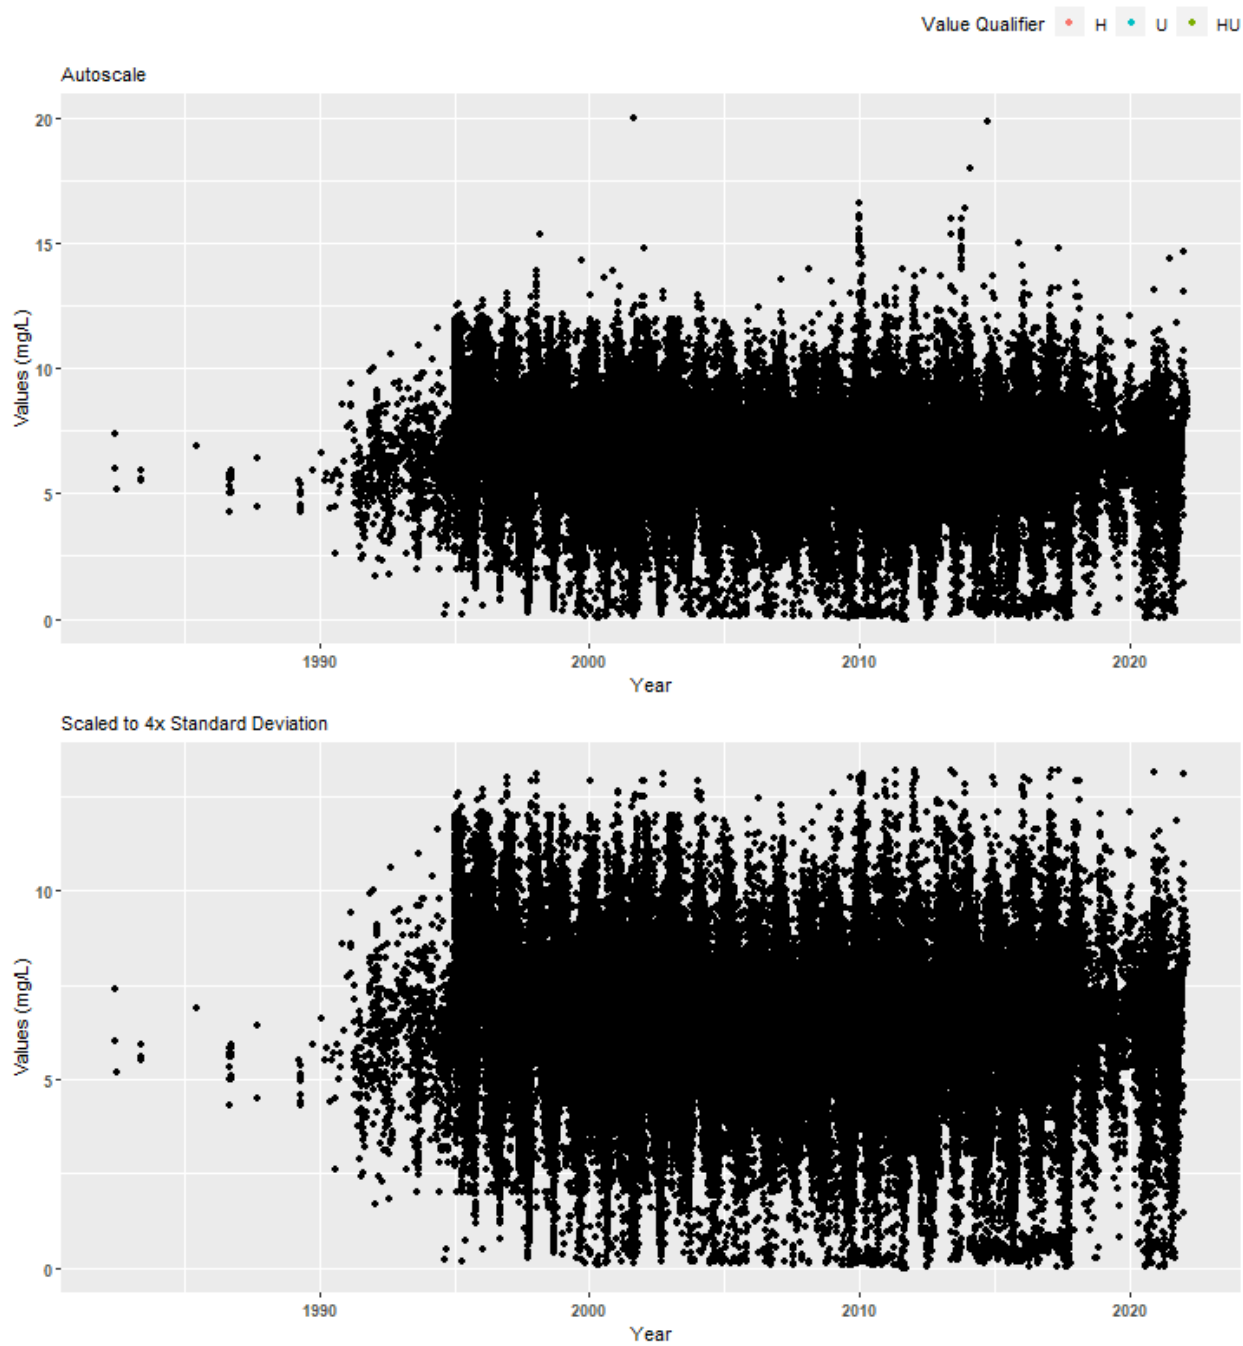 Value Qualifier H U HU
Autoscale
20
15
10
5
0
Values (mg/L)
1990 2000 2010 2020
Year
Scaled to 4x Standard Deviation
10
5
0
Values (mg/L)
1990 2000 2010 2020
Year